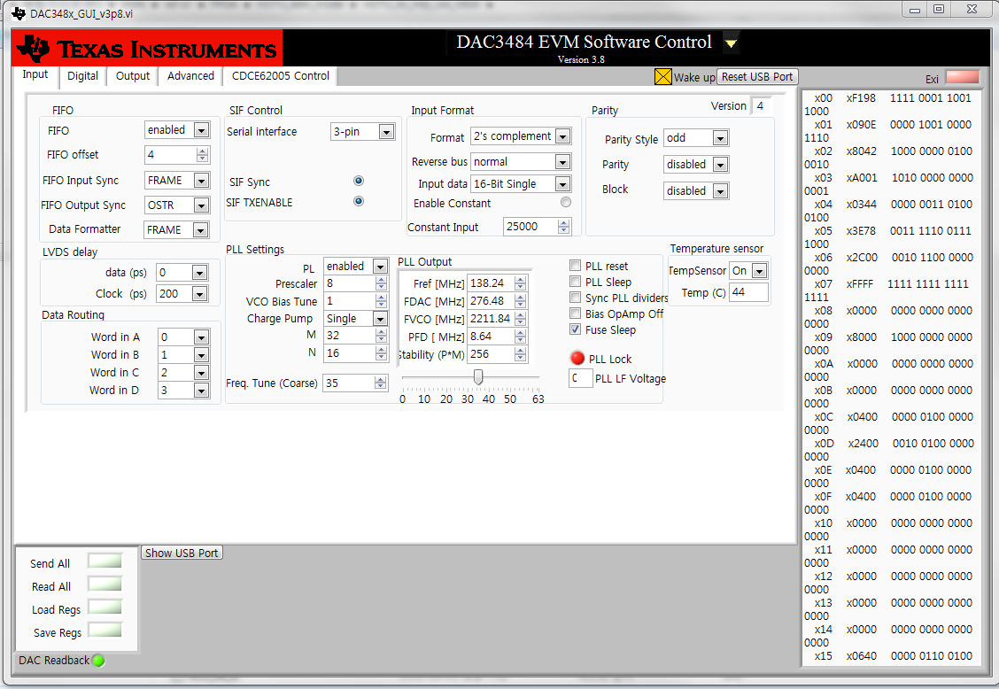 DAC348x_GUI_v3p8.vi
TEXAS INSTRUMENTS
DAC3484 EVM Software Control
Version 3.8
Input Digital Output Advanced CDCE62005 Control
Wake up Reset USB Port Exi
Version 4
FIFO
FIFO enabled
FIFO offset 4
FIFO Input Sync FRAME
FIFO Output Sync OSTR
Data Formatter FRAME
LVDS delay
data (ps) 0
Clock (ps) 200
Data Routing
Word in A 0
Word in B 1
Word in C 2
Word in D 3
SIF Control
Serial interface 3-pin
SIF Sync
SIF TXENABLE
Input Format
Format 2's complement
Reverse bus normal
Input data 16-Bit Single
Enable Constant
Constant Input 25000
Parity
Parity Style odd
Parity disabled
Block disabled
PLL Settings
PL enabled
Prescaler 8
VCO Bias Tune 1
Charge Pump Single
M 32
N 16
Freq. Tune (Coarse) 35
0 10 20 30 40 50 63
PLL Output
Fref [MHz] 138.24
FDAC [MHz] 276.48
FVCO [MHz] 2211.84
PFD [ MHz] 8.64
Stability (P*M) 256
PLL reset
PLL Sleep
Sync PLL dividers
Bias OpAmp Off
Fuse Sleep
PLL Lock
PLL LF Voltage
Temperature sensor
TempSensor On
Temp (C) 44
x00 xF198 1111 0001 1001
1000
x01 x090E 0000 1001 0000
1110
x02 x8042 1000 0000 0100
0010
x03 xA001 1010 0000 0000
0001
x04 x0344 0000 0011 0100
0100
x05 x3E78 0011 1110 0111
1000
x06 x2C00 0010 1100 0000
0000
x07 xFFFF 1111 1111 1111
1111
x08 x0000 0000 0000 0000
0000
x09 x8000 1000 0000 0000
0000
x0A x0000 0000 0000 0000
0000
x0B x0000 0000 0000 0000
0000
x0C x0400 0000 0100 0000
0000
x0D x2400 0010 0100 0000
0000
x0E x0400 0000 0100 0000
0000
x0F x0400 0000 0100 0000
0000
x10 x0000 0000 0000 0000
0000
x11 x0000 0000 0000 0000
0000
x12 x0000 0000 0000 0000
0000
x13 x0000 0000 0000 0000
0000
x14 x0000 0000 0000 0000
0000
x15 x0640 0000 0110 0100
Show USB Port
Send All
Read All
Load Regs
Save Regs
DAC Readback